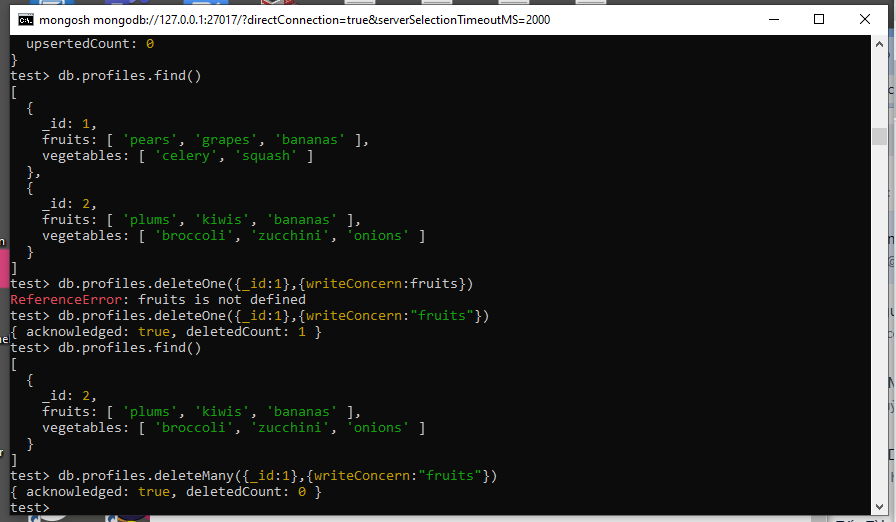 mongosh mongodb://127.0.0.1:27017/?directConnection=true&serverSelectionTimeoutMS=2000
  upsertedCount: 0
}
test> db.profiles.find()
[
  {
    _id: 1,
    fruits: [ 'pears', 'grapes', 'bananas' ],
    vegetables: [ 'celery', 'squash' ]
  },
  {
    _id: 2,
    fruits: [ 'plums', 'kiwis', 'bananas' ],
    vegetables: [ 'broccoli', 'zucchini', 'onions' ]
  }
]
test> db.profiles.deleteOne({_id:1},{writeConcern:fruits})
ReferenceError: fruits is not defined
test> db.profiles.deleteOne({_id:1},{writeConcern:"fruits"})
{ acknowledged: true, deletedCount: 1 }
test> db.profiles.find()
[
  {
    _id: 2,
    fruits: [ 'plums', 'kiwis', 'bananas' ],
    vegetables: [ 'broccoli', 'zucchini', 'onions' ]
  }
]
test> db.profiles.deleteMany({_id:1},{writeConcern:"fruits"})
{ acknowledged: true, deletedCount: 0 }
test>